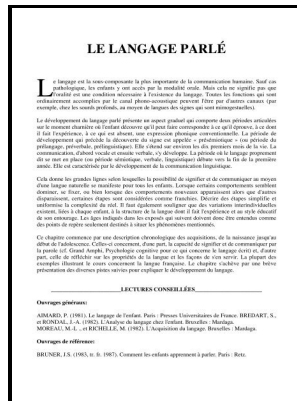 LE LANGAGE PARLÉ
Le langage est la sous-composante la plus importante de la communication humaine. Sauf cas
pathologique, les enfants y ont accès par la modalité orale. Mais cela ne signifie pas que
l'oralité est une condition nécessaire à l'existence du langage. Toutes les fonctions qui sont
ordinairement accomplies par le canal phono-acoustique peuvent l'être par d'autres canaux (par
exemple, chez les sourds profonds, au moyen de langages des signes qui sont mimogestuelles).
Le développement du langage parlé présente un aspect graduel qui comporte deux périodes articulées
sur le moment charnière où l'enfant découvre qu'il peut faire correspondre à ce qu'il éprouve, à ce dont
il fait l'expérience, à ce qui est absent, une expression phonique conventionnelle. La période de
développement qui précède la découverte du signe est appelée « présémiotique » (ou période du
prélangage, préverbale, prélinguistique). Elle s'étend sur environ les dix premiers mois de la vie. La
communication, d'abord vocale et ensuite verbale, s'y développe. La période où le langage proprement
dit se met en place (ou période sémiotique, verbale, linguistique) débute vers la fin de la première
année. Elle est caractérisée par le développement de la communication linguistique.
Cela donne les grandes lignes selon lesquelles la possibilité de signifier et de communiquer au moyen
d'une langue naturelle se manifeste pour tous les enfants. Lorsque certains comportements semblent
dominer, se fixer, ou bien lorsque des comportements nouveaux apparaissent alors que d'autres
disparaissent, certaines étapes sont considérées comme franchies. Décrire des étapes simplifie et
uniformise la complexité du réel. Il faut également souligner que des variations interindividuelles
existent, liées à chaque enfant, à la structure de la langue dont il fait l'expérience et au style éducatif
de son entourage. Les âges indiqués dans les exposés qui suivent doivent donc être entendus comme
des points de repère seulement destinés à situer les phénomènes mentionnés.
Ce chapitre commence par une description chronologique des acquisitions, de la naissance jusqu'au
début de l'adolescence. Celles-ci concernent, d'une part, la capacité de signifier et de communiquer par
la parole (cf. Grand Amphi, Psychologie cognitive pour ce qui concerne le langage écrit) et, d'autre
part, celle de réfléchir sur les propriétés de la langue et les façons de s'en servir. La plupart des
exemples illustrant le cours concernent la langue française. Le chapitre s'achève par une brève
présentation des diverses pistes suivies pour expliquer le développement du langage.
LECTURES CONSEILLÉES
Ouvrages généraux:
AIMARD, P. (1981). Le langage de l'enfant. Paris : Presses Universitaires de France. BREDART, S.,
et RONDAL, J.-A. (1982). L'Analyse du langage chez l'enfant. Bruxelles : Mardaga.
MOREAU, M.-L., et RICHELLE, M. (1982). L'Acquisition du langage. Bruxelles : Mardaga.
Ouvrages de référence:
BRUNER, J.S. (1983, tr. fr. 1987). Comment les enfants apprennent à parler. Paris : Retz.